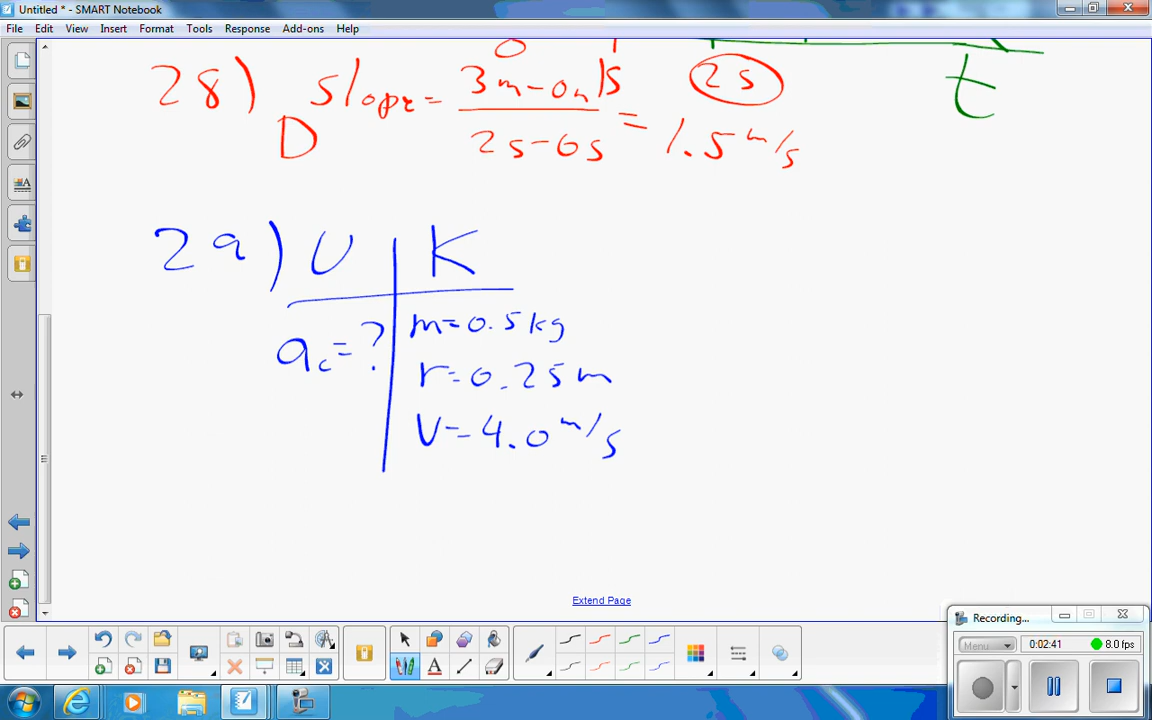 Untitled * - SMART Notebook
File Edit View Insert Format Tools Response Add-ons Help
28) Slope = 3m-0m / 2s-0s = 1.5 m/s
2s
t
D
29) U K
ac = ?
m = 0.5 kg
r = 0.25 m
V = 4.0 m/s
Extend Page
Recording...
Menu
0:02:41
8.0 fps